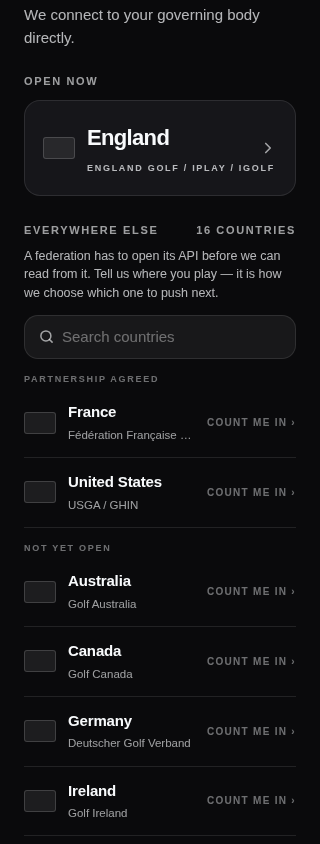 We connect to your governing body
directly.
OPEN NOW
England
ENGLAND GOLF / IPLAY / IGOLF
EVERYWHERE ELSE 16 COUNTRIES
A federation has to open its API before we can
read from it. Tell us where you play — it is how
we choose which one to push next.
Search countries
PARTNERSHIP AGREED
France
Fédération Française …
COUNT ME IN ›
United States
USGA / GHIN
COUNT ME IN ›
NOT YET OPEN
Australia
Golf Australia
COUNT ME IN ›
Canada
Golf Canada
COUNT ME IN ›
Germany
Deutscher Golf Verband
COUNT ME IN ›
Ireland
Golf Ireland
COUNT ME IN ›